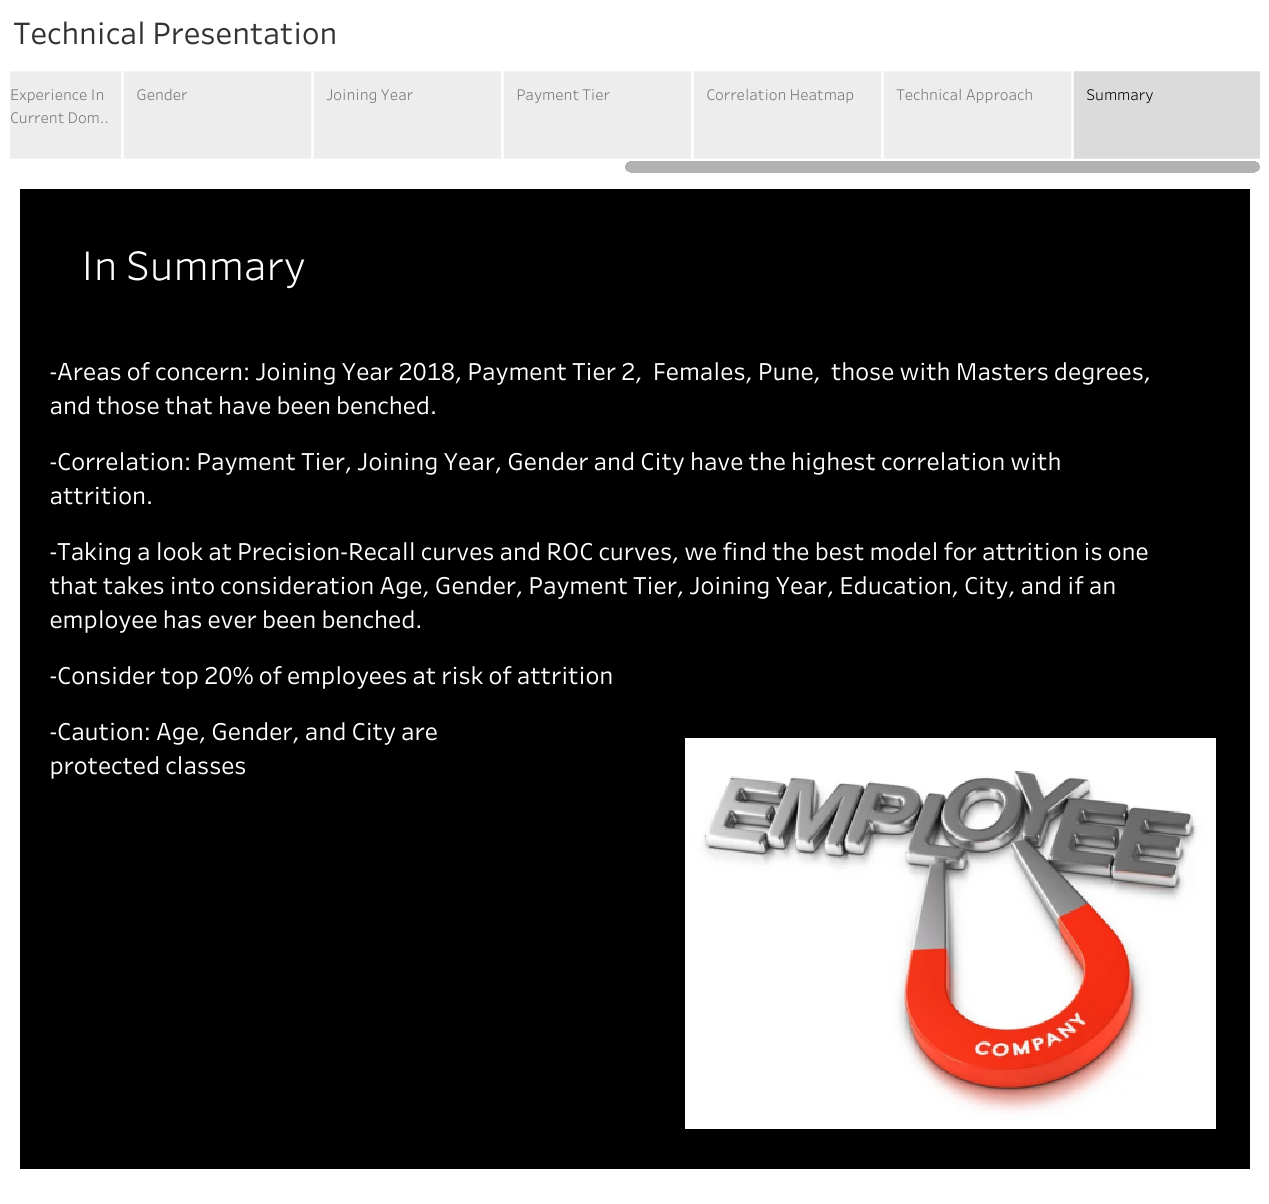 Technical Presentation
Experience In
Current Dom..
Gender
Joining Year
Payment Tier
Correlation Heatmap
Technical Approach
Summary
In Summary
-Areas of concern: Joining Year 2018, Payment Tier 2,  Females, Pune,  those with Masters degrees,
and those that have been benched.
-Correlation: Payment Tier, Joining Year, Gender and City have the highest correlation with
attrition.
-Taking a look at Precision-Recall curves and ROC curves, we find the best model for attrition is one
that takes into consideration Age, Gender, Payment Tier, Joining Year, Education, City, and if an
employee has ever been benched.
-Consider top 20% of employees at risk of attrition
-Caution: Age, Gender, and City are
protected classes
EMPLOYEE
COMPANY